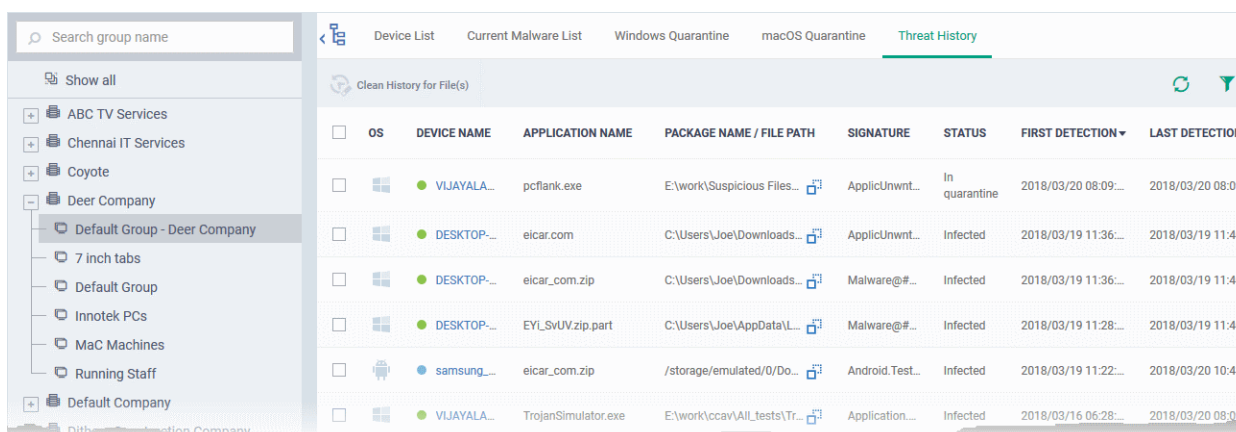 Search group name
Show all
ABC TV Services
Chennai IT Services
Coyote
Deer Company
Default Group - Deer Company
7 inch tabs
Default Group
Innotek PCs
MaC Machines
Running Staff
Default Company
Device List Current Malware List Windows Quarantine macOS Quarantine Threat History
Clean History for File(s)
OS DEVICE NAME APPLICATION NAME PACKAGE NAME / FILE PATH SIGNATURE STATUS FIRST DETECTION LAST DETECTIO
VIJAYALA... pcflank.exe E:\work\Suspicious Files... ApplicUnwnt... In quarantine 2018/03/20 08:09:... 2018/03/20 08:0
DESKTOP-... eicar.com C:\Users\Joe\Downloads... ApplicUnwnt... Infected 2018/03/19 11:36:... 2018/03/19 11:4
DESKTOP-... eicar_com.zip C:\Users\Joe\Downloads... Malware@#... Infected 2018/03/19 11:36:... 2018/03/19 11:4
DESKTOP-... EYi_SvUV.zip.part C:\Users\Joe\AppData\L... Malware@#... Infected 2018/03/19 11:28:... 2018/03/19 11:4
samsung_... eicar_com.zip /storage/emulated/0/Do... Android.Test... Infected 2018/03/19 11:22:... 2018/03/20 10:4
VIJAYALA... TrojanSimulator.exe E:\work\ccav\All_tests\Tr... Application.... Infected 2018/03/16 06:28:... 2018/03/20 08:0